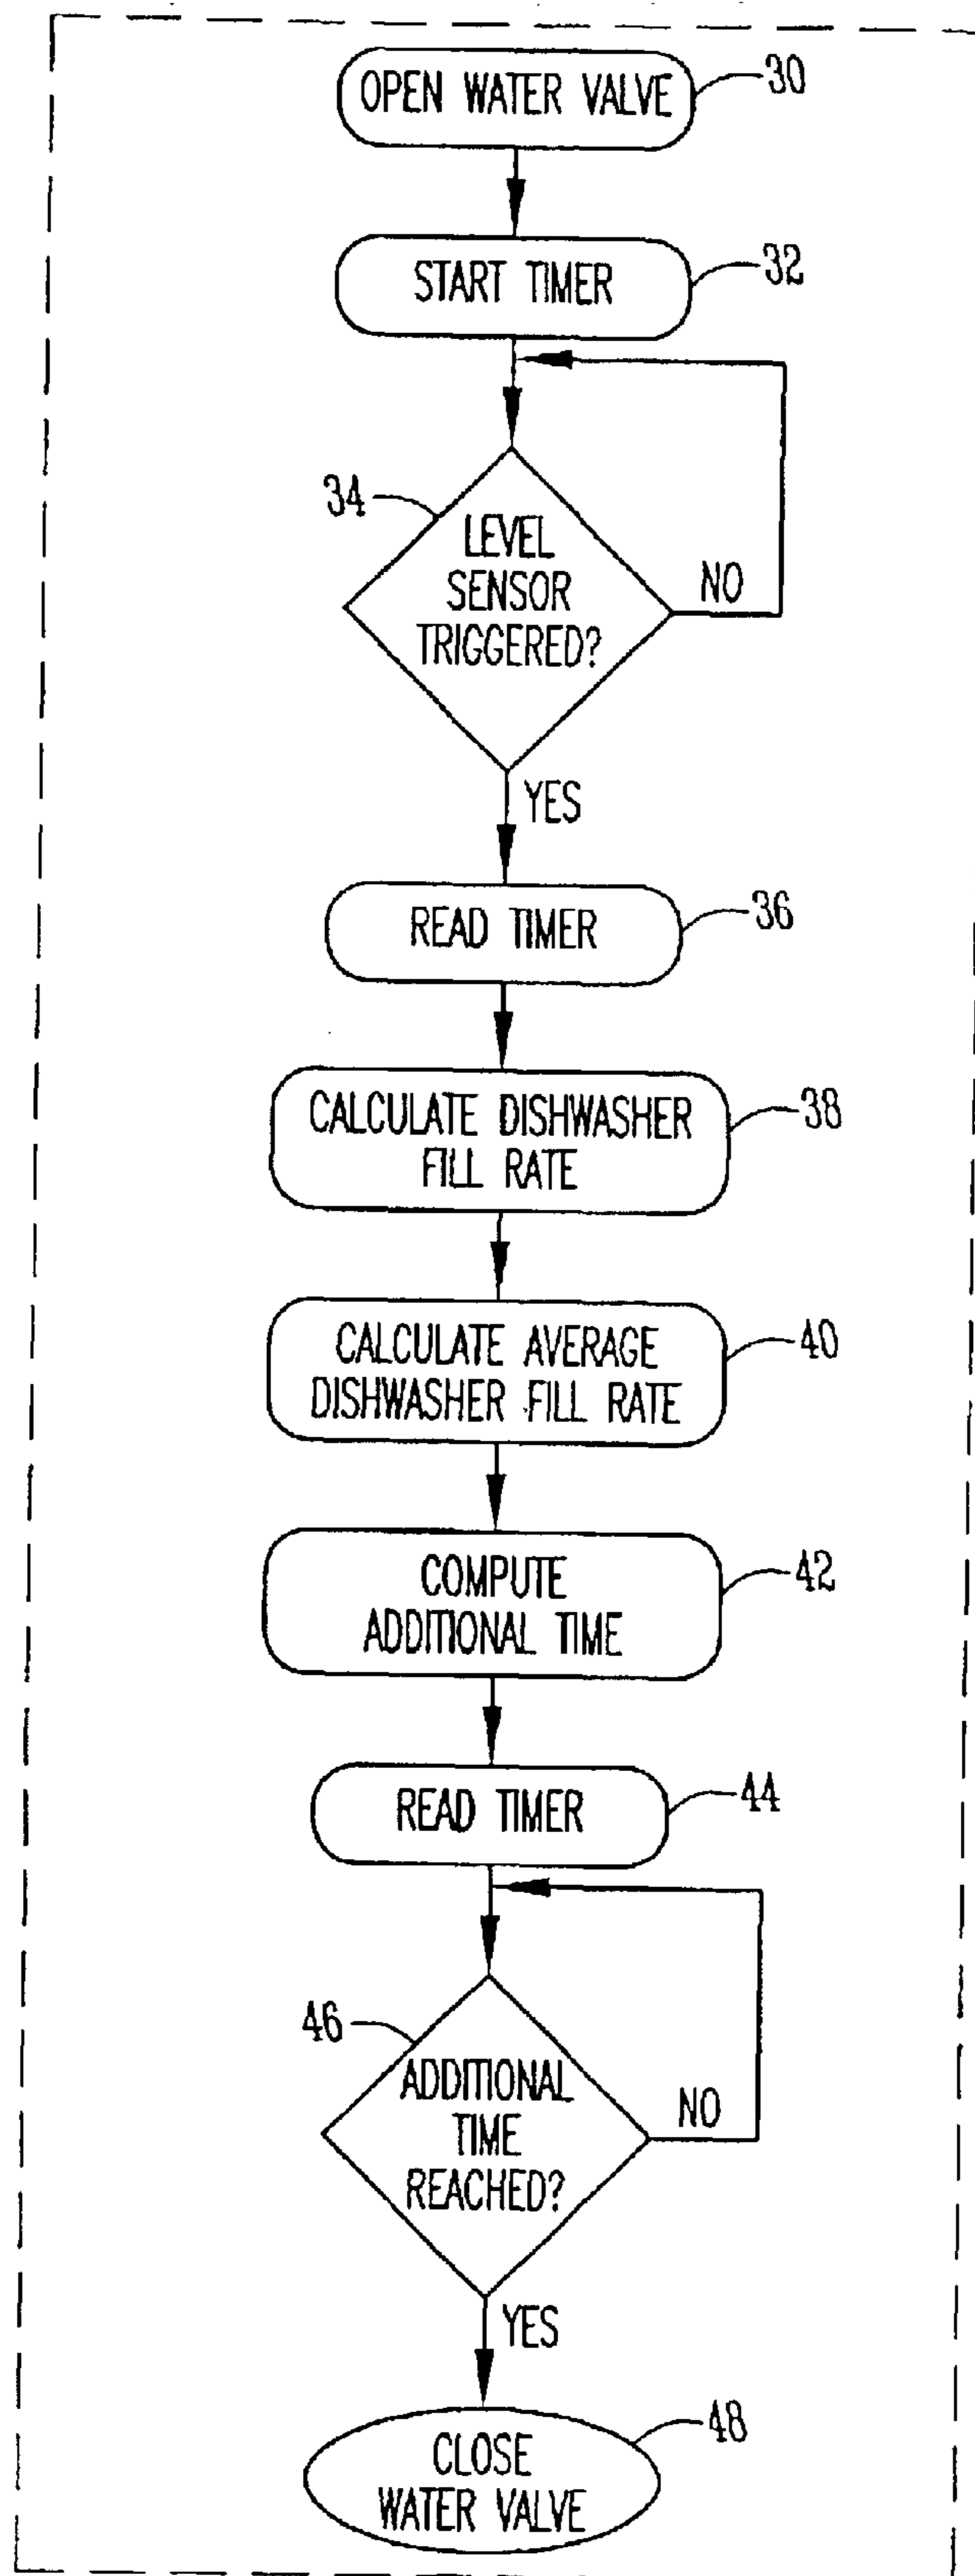 OPEN WATER VALVE
30
START TIMER
32
34
LEVEL
SENSOR
TRIGGERED?
NO
YES
READ TIMER
36
CALCULATE DISHWASHER
FILL RATE
38
CALCULATE AVERAGE
DISHWASHER FILL RATE
40
COMPUTE
ADDITIONAL TIME
42
READ TIMER
44
46
ADDITIONAL
TIME
REACHED?
NO
YES
CLOSE
WATER VALVE
48